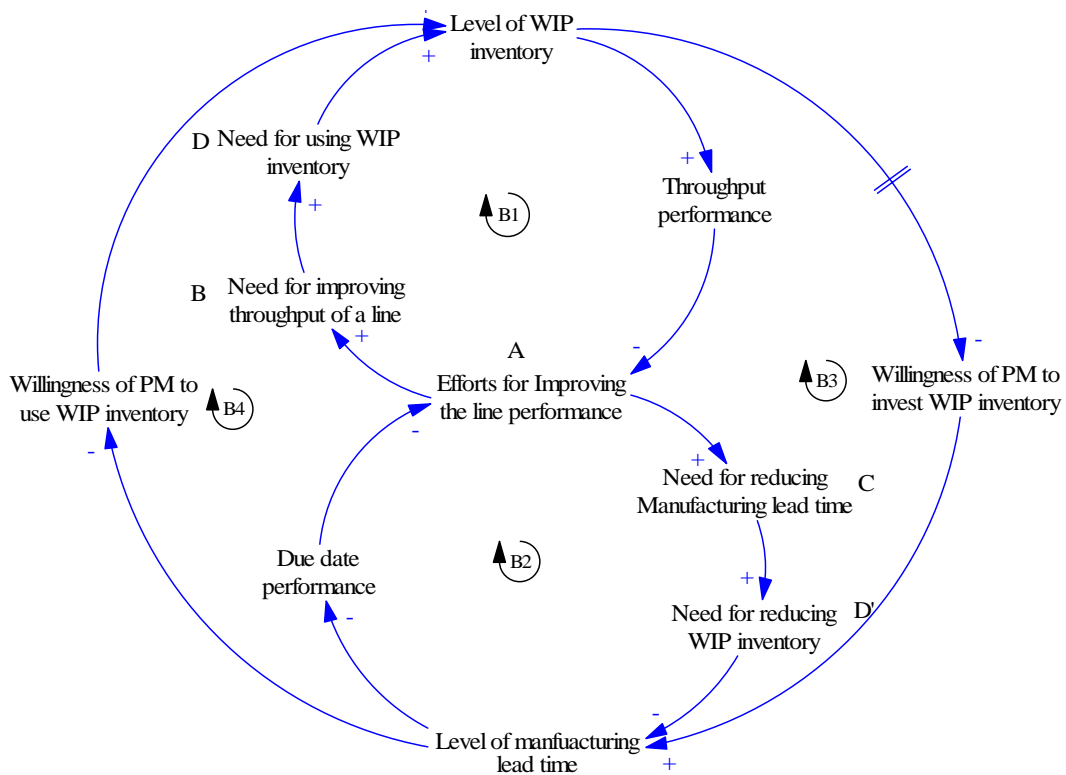 Level of WIP
inventory
+
D
Need for using WIP
inventory
+
Throughput
performance
+
B1
B
Need for improving
throughput of a line
+
A
-
-
Efforts for Improving
the line performance
Willingness of PM to
use WIP inventory
B4
B3
Willingness of PM to
invest WIP inventory
-
-
+
Need for reducing
Manufacturing lead time
C
B2
Due date
performance
+
Need for reducing
WIP inventory
D'
-
-
Level of manfuacturing
lead time
+